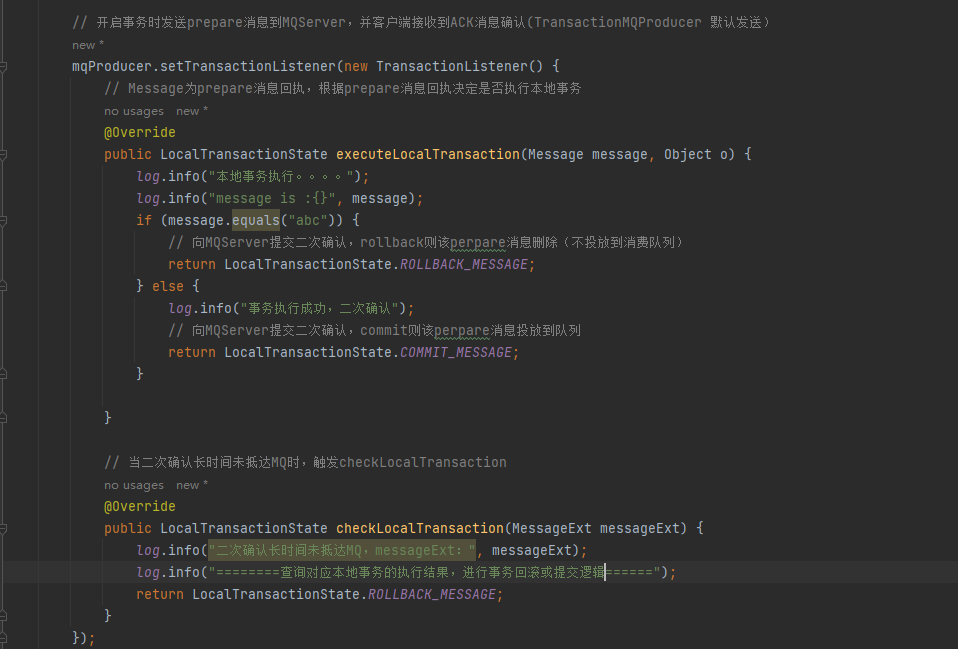 // 开启事务时发送prepare消息到MQServer，并客户端接收到ACK消息确认(TransactionMQProducer 默认发送）
new *
mqProducer.setTransactionListener(new TransactionListener() {
// Message为prepare消息回执，根据prepare消息回执决定是否执行本地事务
no usages new *
@Override
public LocalTransactionState executeLocalTransaction(Message message, Object o) {
log.info("本地事务执行。。。。");
log.info("message is :{}", message);
if (message.equals("abc")) {
// 向MQServer提交二次确认，rollback则该perpare消息删除（不投放到消费队列）
return LocalTransactionState.ROLLBACK_MESSAGE;
} else {
log.info("事务执行成功，二次确认");
// 向MQServer提交二次确认，commit则该perpare消息投放到队列
return LocalTransactionState.COMMIT_MESSAGE;
}
}
// 当二次确认长时间未抵达MQ时，触发checkLocalTransaction
no usages new *
@Override
public LocalTransactionState checkLocalTransaction(MessageExt messageExt) {
log.info("二次确认长时间未抵达MQ，messageExt：", messageExt);
log.info("========查询对应本地事务的执行结果，进行事务回滚或提交逻辑======");
return LocalTransactionState.ROLLBACK_MESSAGE;
}
});